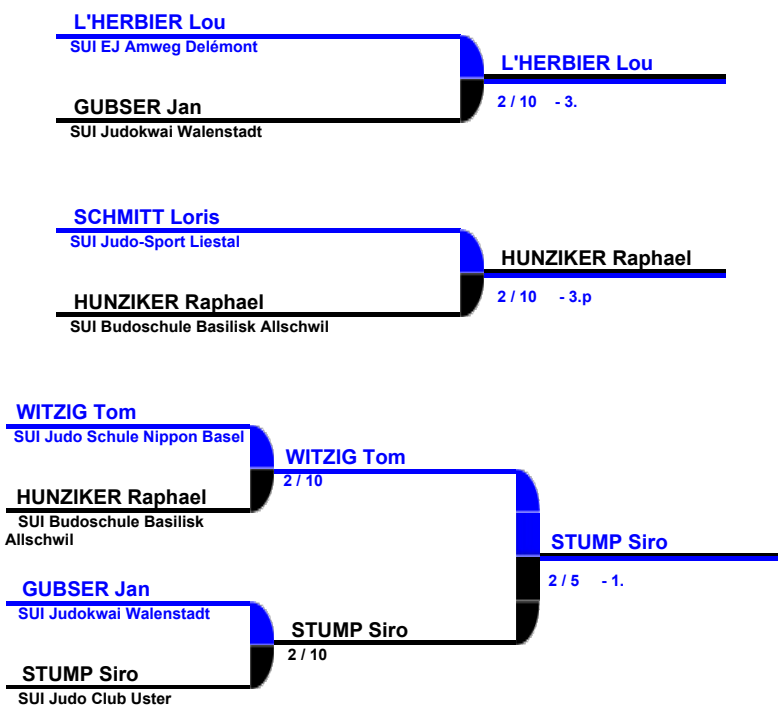 L'HERBIER Lou
SUI EJ Amweg Delémont
L'HERBIER Lou
2 / 10 - 3.
GUBSER Jan
SUI Judokwai Walenstadt
SCHMITT Loris
SUI Judo-Sport Liestal
HUNZIKER Raphael
2 / 10 - 3.p
HUNZIKER Raphael
SUI Budoschule Basilisk Allschwil
WITZIG Tom
SUI Judo Schule Nippon Basel
WITZIG Tom
2 / 10
HUNZIKER Raphael
SUI Budoschule Basilisk
Allschwil
STUMP Siro
2 / 5 - 1.
GUBSER Jan
SUI Judokwai Walenstadt
STUMP Siro
2 / 10
STUMP Siro
SUI Judo Club Uster